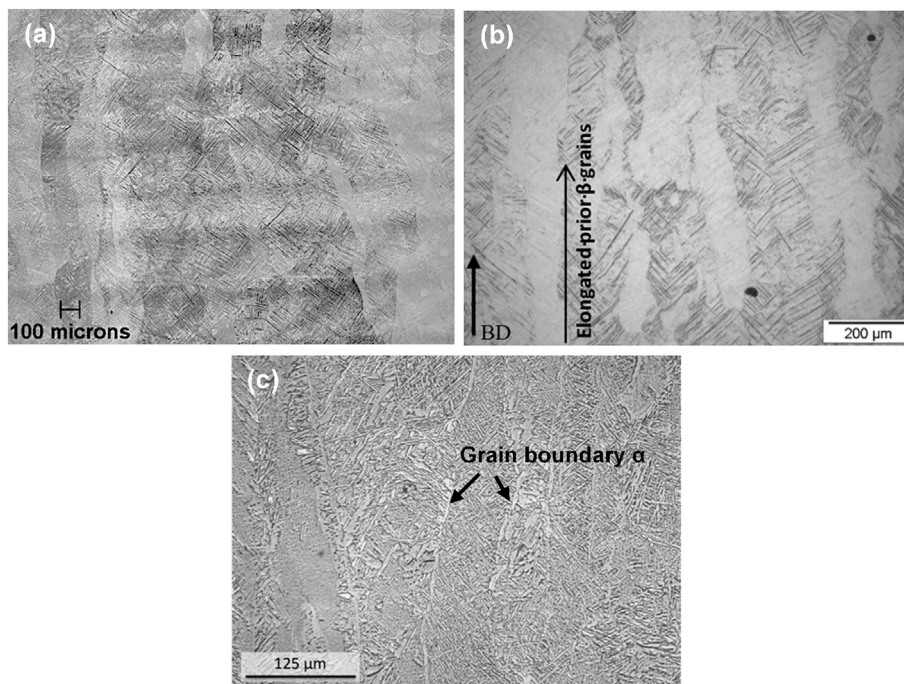 (a)
100 microns
(b)
Elongated·prior·β·grains
BD
200 µm
(c)
Grain boundary α
125 µm